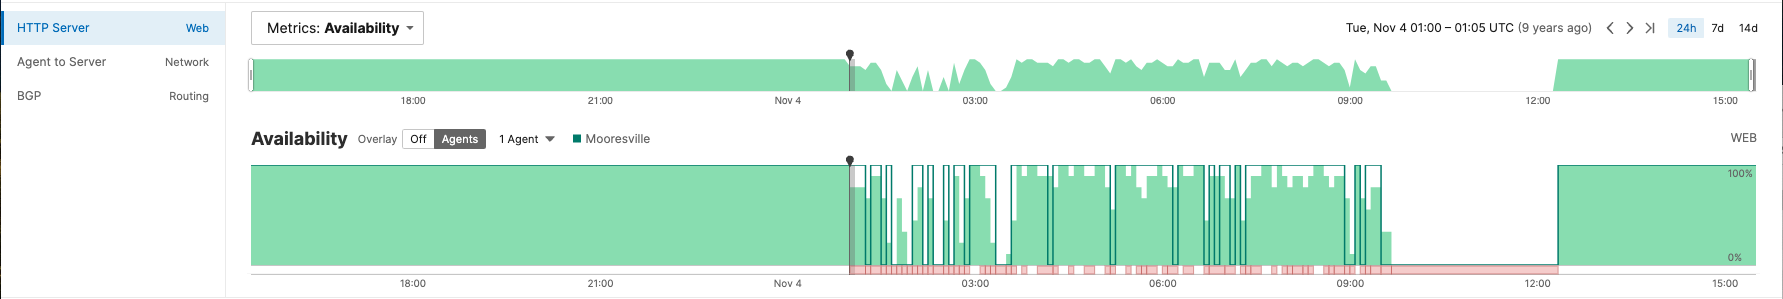 HTTP Server Web
Agent to Server Network
BGP Routing
Metrics: Availability
Tue, Nov 4 01:00 – 01:05 UTC (9 years ago) 24h 7d 14d
18:00 21:00 Nov 4 03:00 06:00 09:00 12:00 15:00
Availability Overlay Off Agents 1 Agent Mooresville WEB
100%
0%
18:00 21:00 Nov 4 03:00 06:00 09:00 12:00 15:00